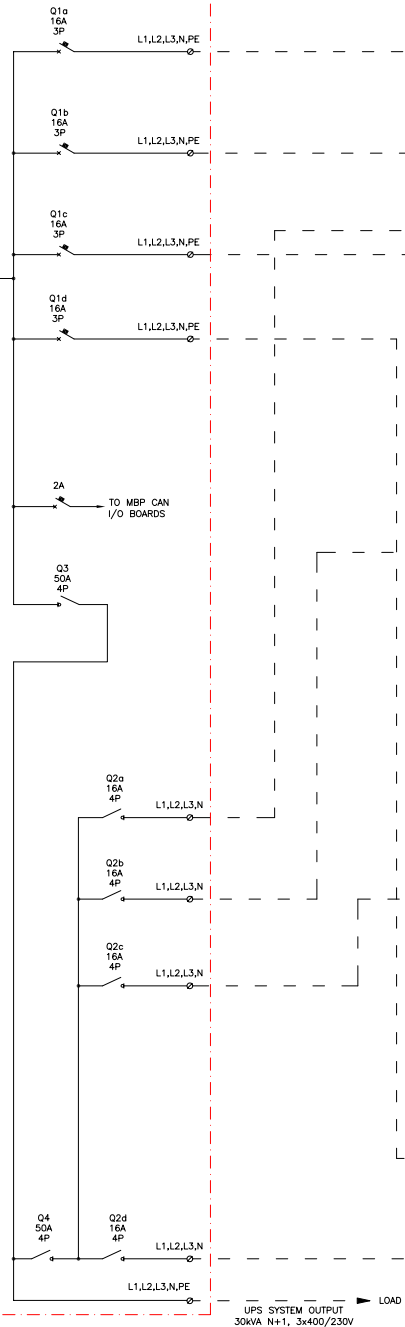 Q1a
16A
3P
L1,L2,L3,N,PE
Q1b
16A
3P
L1,L2,L3,N,PE
Q1c
16A
3P
L1,L2,L3,N,PE
Q1d
16A
3P
L1,L2,L3,N,PE
2A
TO MBP CAN
I/O BOARDS
Q3
50A
4P
Q2a
16A
4P
L1,L2,L3,N
Q2b
16A
4P
L1,L2,L3,N
Q2c
16A
4P
L1,L2,L3,N
Q4
50A
4P
Q2d
16A
4P
L1,L2,L3,N
L1,L2,L3,N,PE
LOAD
UPS SYSTEM OUTPUT
30kVA N+1, 3x400/230V